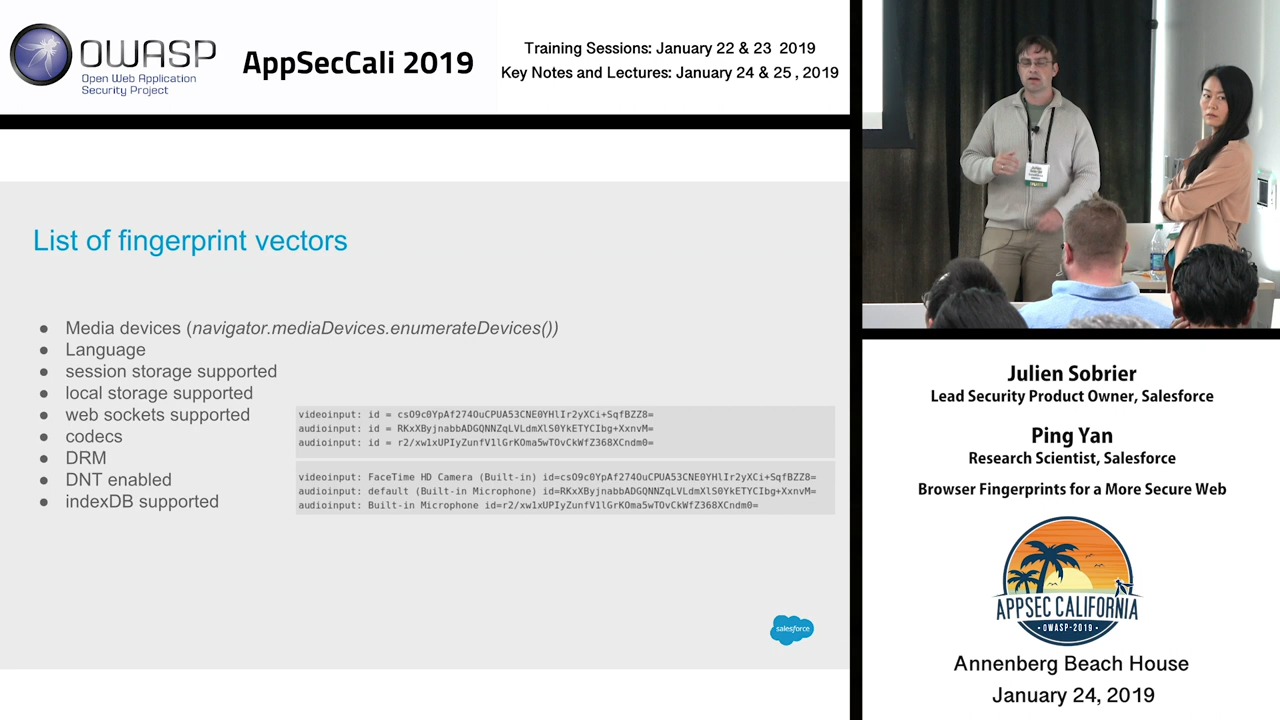 OWASP
Open Web Application
Security Project
AppSecCali 2019
Training Sessions: January 22 & 23 2019
Key Notes and Lectures: January 24 & 25 , 2019
List of fingerprint vectors
● Media devices (navigator.mediaDevices.enumerateDevices())
● Language
● session storage supported
● local storage supported
● web sockets supported
● codecs
● DRM
● DNT enabled
● indexDB supported
videoinput: id = csO9c0YpAf274OuCPUA53CNE0YHlIr2yXCi+SqfBZZ8=
audioinput: id = RKxXByjnabbADGQNNZqLVLdmXlS0YkETYCIbg+XxnvM=
audioinput: id = r2/xw1xUPIyZunfV1lGrKOma5wTOvCkWfZ368XCndm0=
videoinput: FaceTime HD Camera (Built-in) id=csO9c0YpAf274OuCPUA53CNE0YHlIr2yXCi+SqfBZZ8=
audioinput: default (Built-in Microphone) id=RKxXByjnabbADGQNNZqLVLdmXlS0YkETYCIbg+XxnvM=
audioinput: Built-in Microphone id=r2/xw1xUPIyZunfV1lGrKOma5wTOvCkWfZ368XCndm0=
salesforce
Julien Sobrier
Lead Security Product Owner, Salesforce
Ping Yan
Research Scientist, Salesforce
Browser Fingerprints for a More Secure Web
APPSEC CALIFORNIA
• OWASP-2019 •
Annenberg Beach House
January 24, 2019